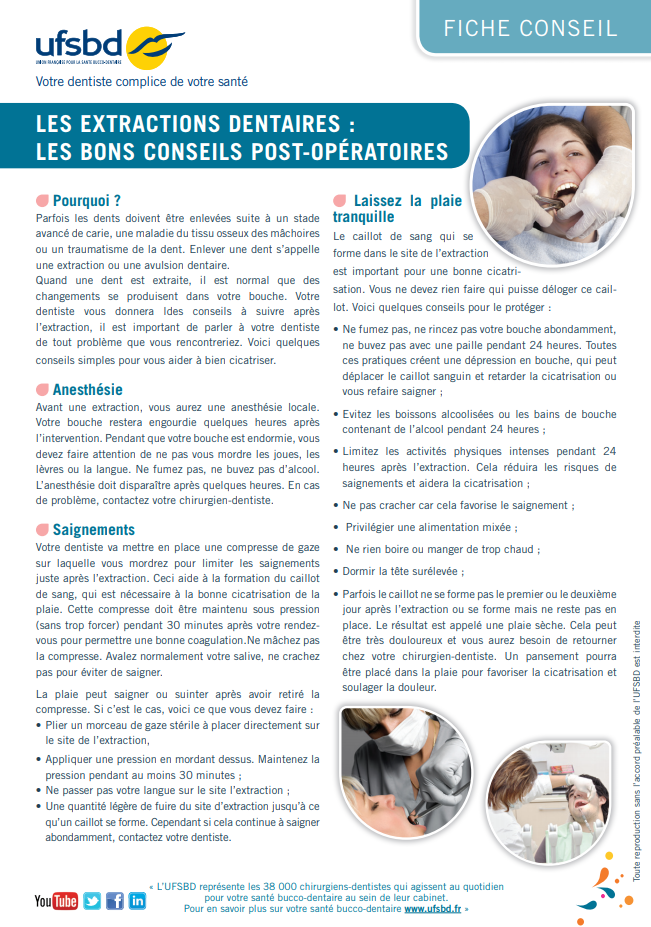 FICHE CONSEIL
ufsbd
UNION FRANÇAISE POUR LA SANTÉ BUCCO-DENTAIRE
Votre dentiste complice de votre santé
LES EXTRACTIONS DENTAIRES :
LES BONS CONSEILS POST-OPÉRATOIRES
Pourquoi ?
Parfois les dents doivent être enlevées suite à un stade
avancé de carie, une maladie du tissu osseux des mâchoires
ou un traumatisme de la dent. Enlever une dent s’appelle
une extraction ou une avulsion dentaire.
Quand une dent est extraite, il est normal que des
changements se produisent dans votre bouche. Votre
dentiste vous donnera ldes conseils à suivre après
l’extraction, il est important de parler à votre dentiste
de tout problème que vous rencontreriez. Voici quelques
conseils simples pour vous aider à bien cicatriser.
Anesthésie
Avant une extraction, vous aurez une anesthésie locale.
Votre bouche restera engourdie quelques heures après
l’intervention. Pendant que votre bouche est endormie, vous
devez faire attention de ne pas vous mordre les joues, les
lèvres ou la langue. Ne fumez pas, ne buvez pas d’alcool.
L’anesthésie doit disparaître après quelques heures. En cas
de problème, contactez votre chirurgien-dentiste.
Saignements
Votre dentiste va mettre en place une compresse de gaze
sur laquelle vous mordrez pour limiter les saignements
juste après l’extraction. Ceci aide à la formation du caillot
de sang, qui est nécessaire à la bonne cicatrisation de la
plaie. Cette compresse doit être maintenu sous pression
(sans trop forcer) pendant 30 minutes après votre rendez-
vous pour permettre une bonne coagulation.Ne mâchez pas
la compresse. Avalez normalement votre salive, ne crachez
pas pour éviter de saigner.
La plaie peut saigner ou suinter après avoir retiré la
compresse. Si c’est le cas, voici ce que vous devez faire :
• Plier un morceau de gaze stérile à placer directement sur
le site de l’extraction,
• Appliquer une pression en mordant dessus. Maintenez la
pression pendant au moins 30 minutes ;
• Ne passer pas votre langue sur le site l’extraction ;
• Une quantité légère de fuire du site d’extraction jusqu’à ce
qu’un caillot se forme. Cependant si cela continue à saigner
abondamment, contactez votre dentiste.
Laissez la plaie
tranquille
Le caillot de sang qui se
forme dans le site de l’extraction
est important pour une bonne cicatri-
sation. Vous ne devez rien faire qui puisse déloger ce cail-
lot. Voici quelques conseils pour le protéger :
• Ne fumez pas, ne rincez pas votre bouche abondamment,
ne buvez pas avec une paille pendant 24 heures. Toutes
ces pratiques créent une dépression en bouche, qui peut
déplacer le caillot sanguin et retarder la cicatrisation ou
vous refaire saigner ;
• Evitez les boissons alcoolisées ou les bains de bouche
contenant de l’alcool pendant 24 heures ;
• Limitez les activités physiques intenses pendant 24
heures après l’extraction. Cela réduira les risques de
saignements et aidera la cicatrisation ;
• Ne pas cracher car cela favorise le saignement ;
• Privilégier une alimentation mixée ;
• Ne rien boire ou manger de trop chaud ;
• Dormir la tête surélevée ;
• Parfois le caillot ne se forme pas le premier ou le deuxième
jour après l’extraction ou se forme mais ne reste pas en
place. Le résultat est appelé une plaie sèche. Cela peut
être très douloureux et vous aurez besoin de retourner
chez votre chirurgien-dentiste. Un pansement pourra
être placé dans la plaie pour favoriser la cicatrisation et
soulager la douleur.
Toute reproduction sans l’accord préalable de l’UFSBD est interdite
YouTube
f
in
« L’UFSBD représente les 38 000 chirurgiens-dentistes qui agissent au quotidien
pour votre santé bucco-dentaire au sein de leur cabinet.
Pour en savoir plus sur votre santé bucco-dentaire www.ufsbd.fr »